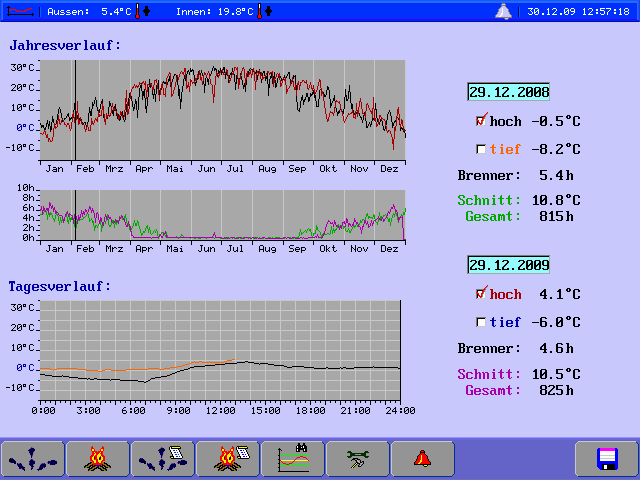 Aussen: 5.4°C Innen: 19.8°C 30.12.09 12:57:18
Jahresverlauf:
30°C
20°C
10°C
0°C
-10°C
Jan Feb Mrz Apr Mai Jun Jul Aug Sep Okt Nov Dez
10h
8h
6h
4h
2h
0h
Jan Feb Mrz Apr Mai Jun Jul Aug Sep Okt Nov Dez
29.12.2008
hoch -0.5°C
tief -8.2°C
Brenner: 5.4h
Schnitt: 10.8°C
Gesamt: 815h
Tagesverlauf:
30°C
20°C
10°C
0°C
-10°C
0:00 3:00 6:00 9:00 12:00 15:00 18:00 21:00 24:00
29.12.2009
hoch 4.1°C
tief -6.0°C
Brenner: 4.6h
Schnitt: 10.5°C
Gesamt: 825h